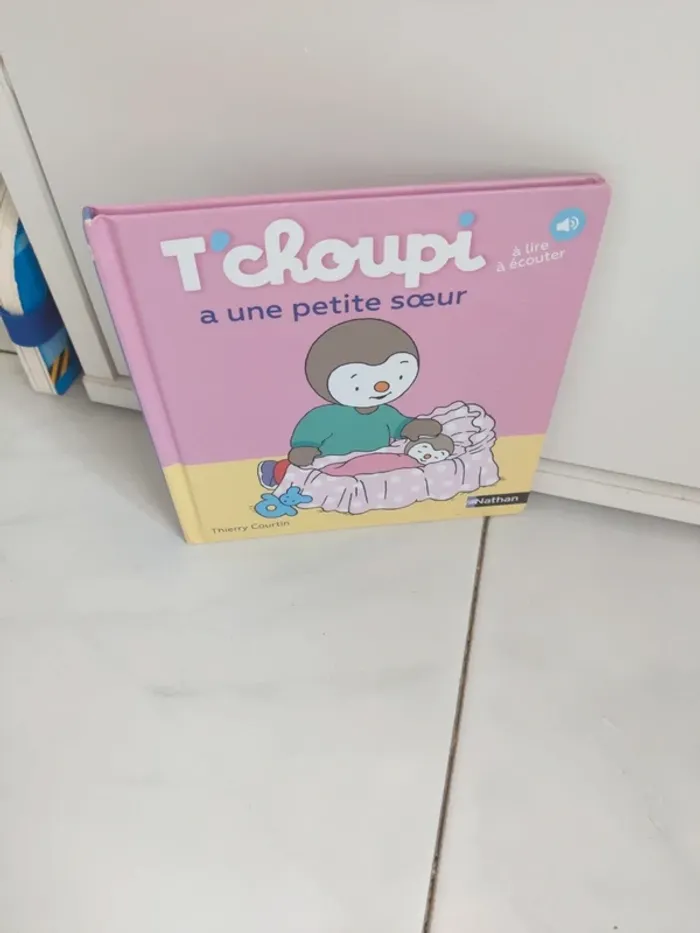 T'choupi
a une petite sœur
à lire
à écouter
Thierry Courtin
Nathan